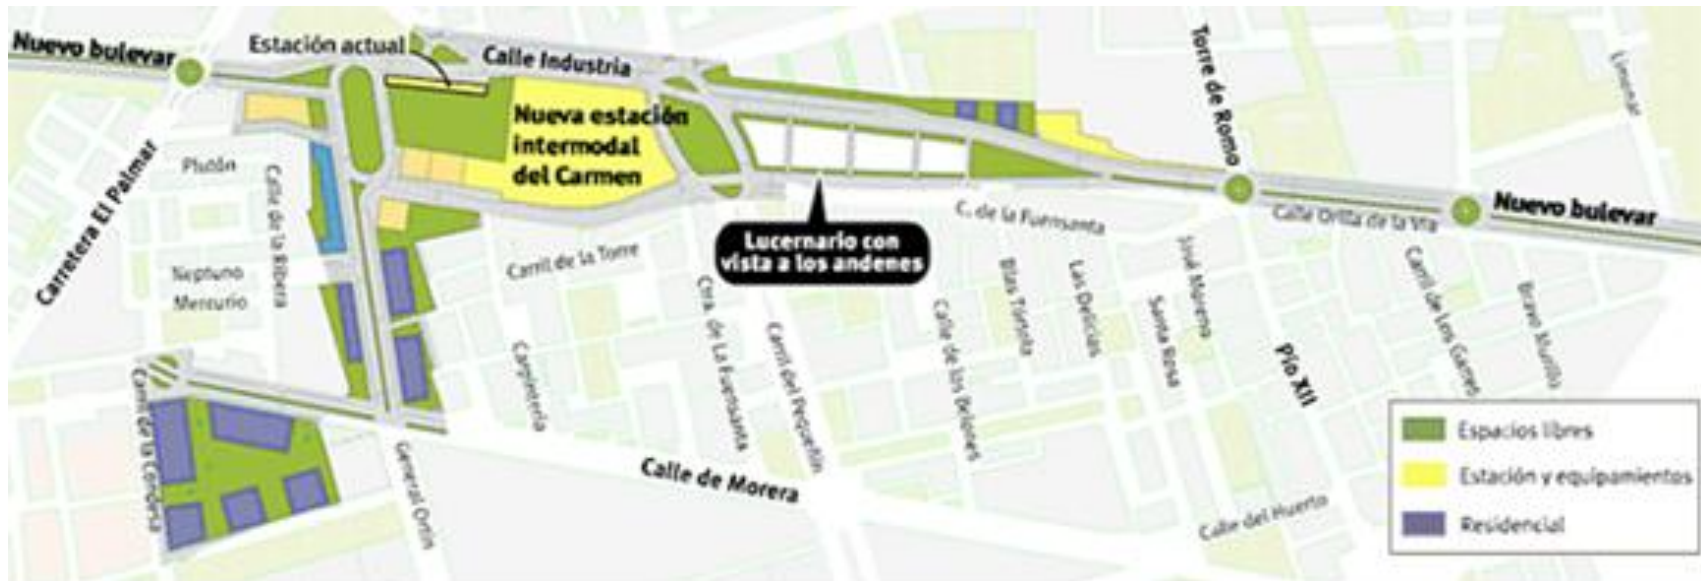 Nuevo bulevar
Estación actual
Calle Industria
Nueva estación
intermodal
del Carmen
Torre de Romo
Limonar
Carretera El Palmar
Plutón
Calle de la Ribera
Neptuno
Mercurio
Lucernario con
vista a los andenes
C. de la Fuensanta
Calle Orilla de la Vía
Nuevo bulevar
Carril de la Torre
Ctra. de La Fuensanta
Carril del Pequeñín
Calle de los Belones
Blas Tortola
Las Delicias
Santa Rosa
José Moreno
Pío XII
Carril de Los Garres
Bravo Murillo
Carril de la Condesa
Carpintería
General Ortín
Calle de Morera
Calle del Huerto
Espacios libres
Estación y equipamientos
Residencial